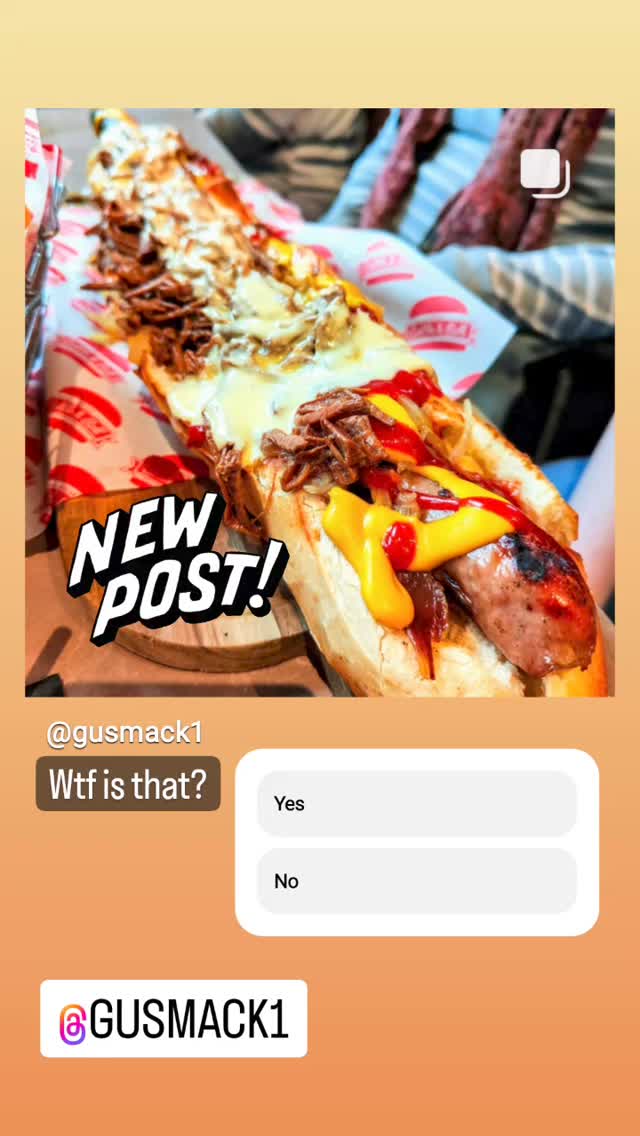 NEW
POST!
@gusmack1
Wtf is that?
Yes
No
@GUSMACK1